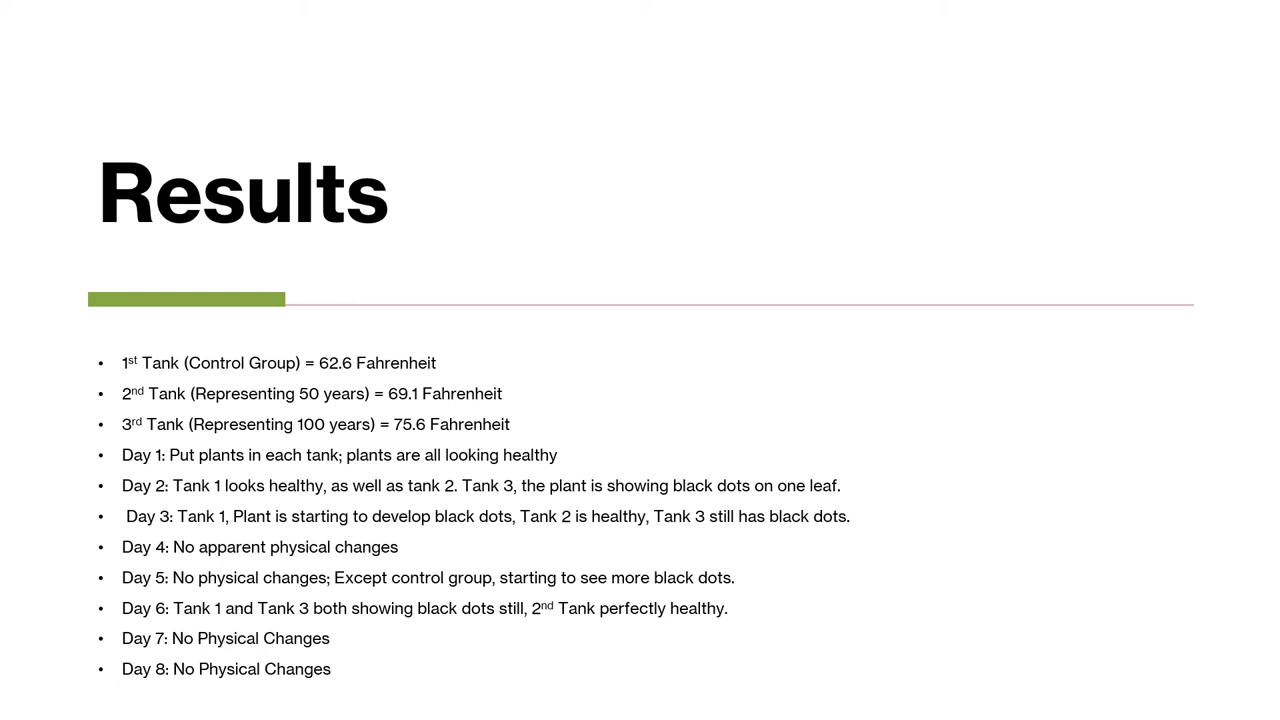 Results
• 1st Tank (Control Group) = 62.6 Fahrenheit
• 2nd Tank (Representing 50 years) = 69.1 Fahrenheit
• 3rd Tank (Representing 100 years) = 75.6 Fahrenheit
• Day 1: Put plants in each tank; plants are all looking healthy
• Day 2: Tank 1 looks healthy, as well as tank 2. Tank 3, the plant is showing black dots on one leaf.
• Day 3: Tank 1, Plant is starting to develop black dots, Tank 2 is healthy, Tank 3 still has black dots.
• Day 4: No apparent physical changes
• Day 5: No physical changes; Except control group, starting to see more black dots.
• Day 6: Tank 1 and Tank 3 both showing black dots still, 2nd Tank perfectly healthy.
• Day 7: No Physical Changes
• Day 8: No Physical Changes